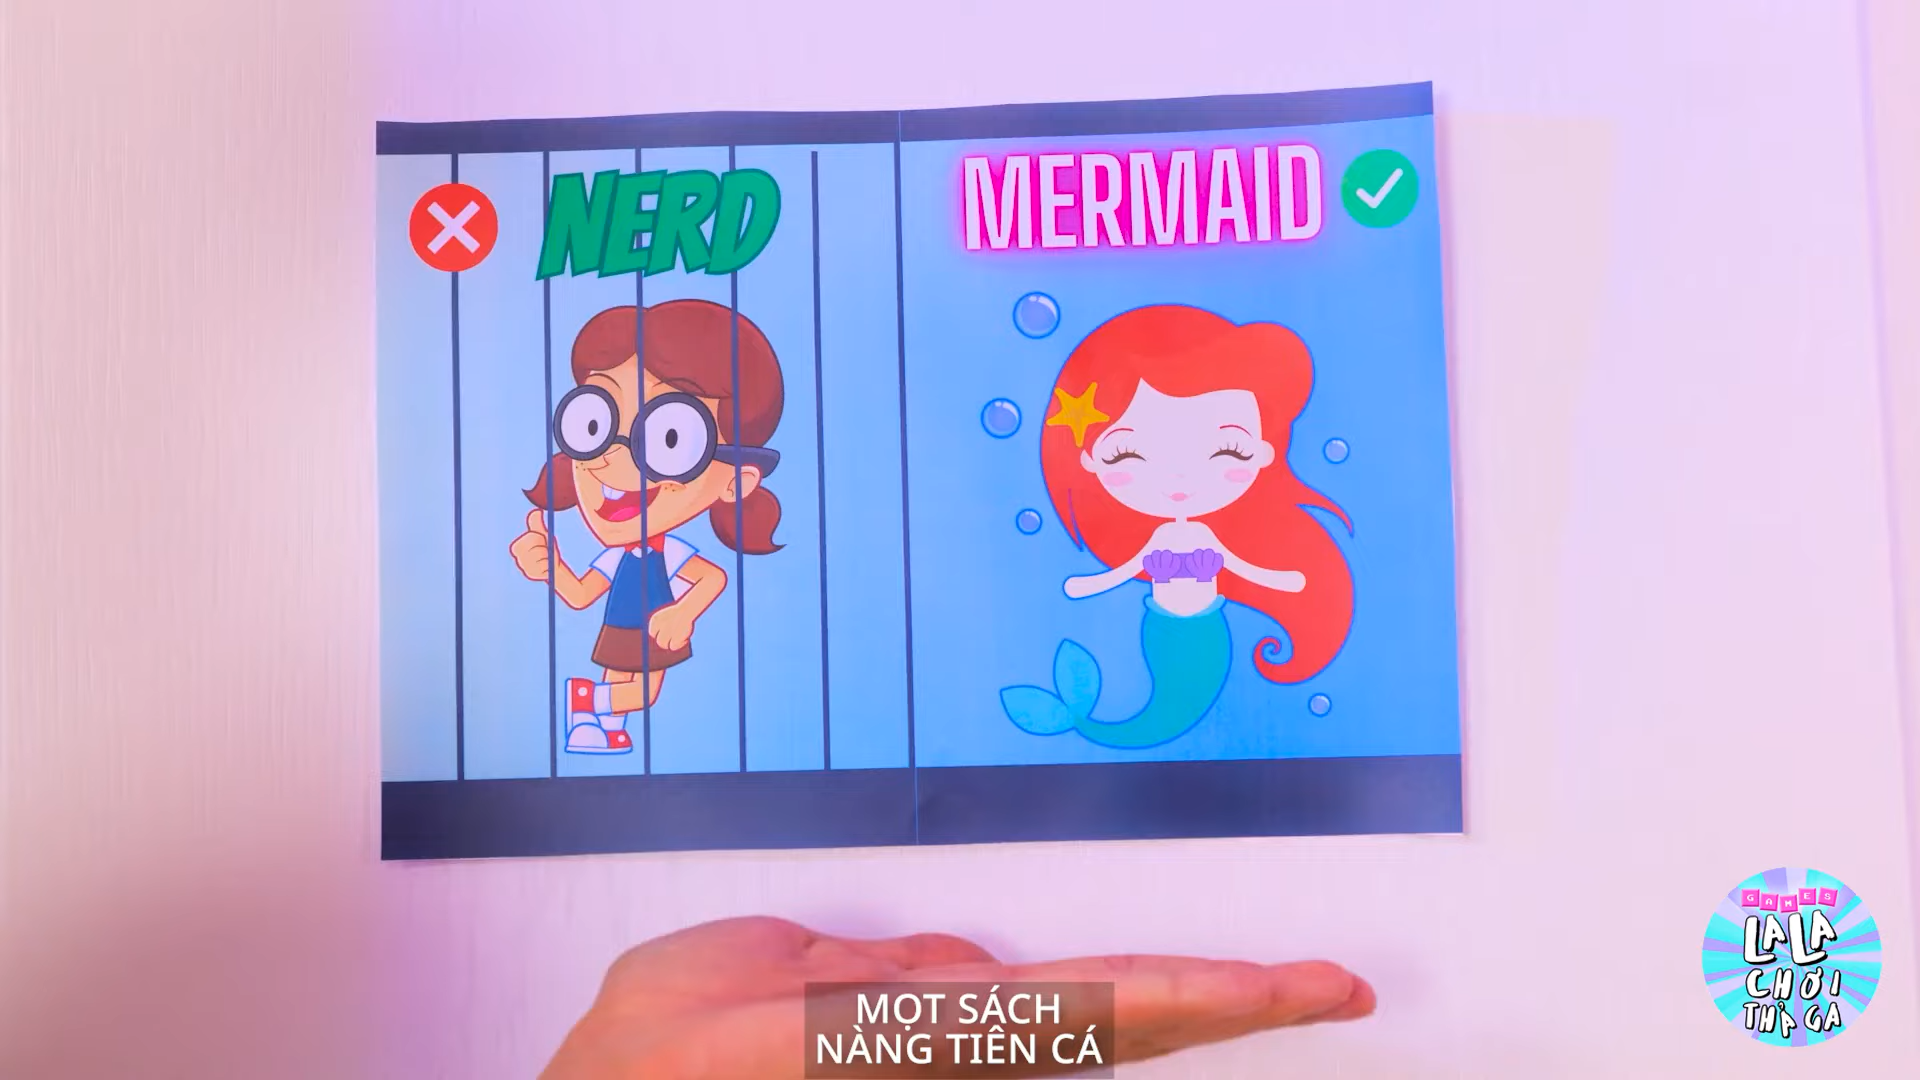 NERD
MERMAID
GAMES
LALA
CHƠI
THẢ GA
MỌT SÁCH
NÀNG TIÊN CÁ